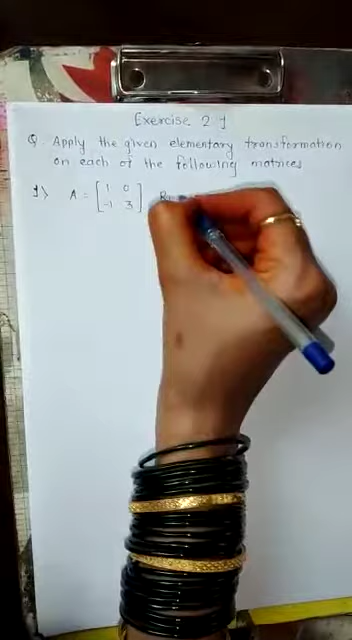 Exercise 2 1
Q. Apply the given elementary transformation
on each of the following matrices
1> A = [ 1 0
-1 3 ]